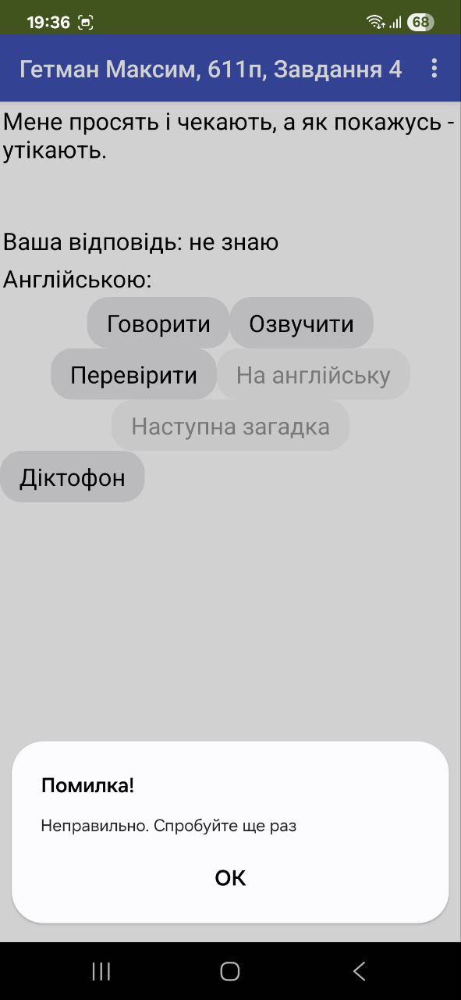 19:36
68
Гетман Максим, 611п, Завдання 4
Мене просять і чекають, а як покажусь -
утікають.
Ваша відповідь: не знаю
Англійською:
Говорити Озвучити
Перевірити На англійську
Наступна загадка
Діктофон
Помилка!
Неправильно. Спробуйте ще раз
ОК